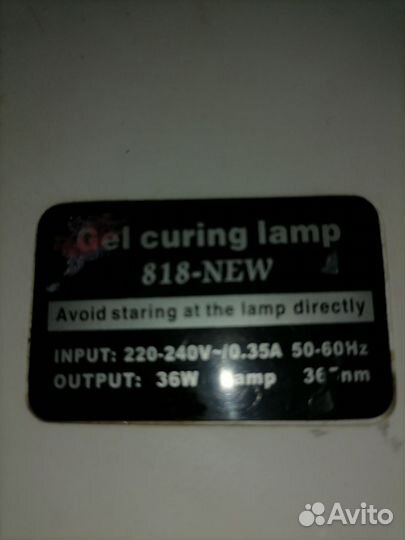 Gel curing lamp
818-NEW
Avoid staring at the lamp directly
INPUT: 220-240V~/0.35A 50-60Hz
OUTPUT: 36W lamp
Avito